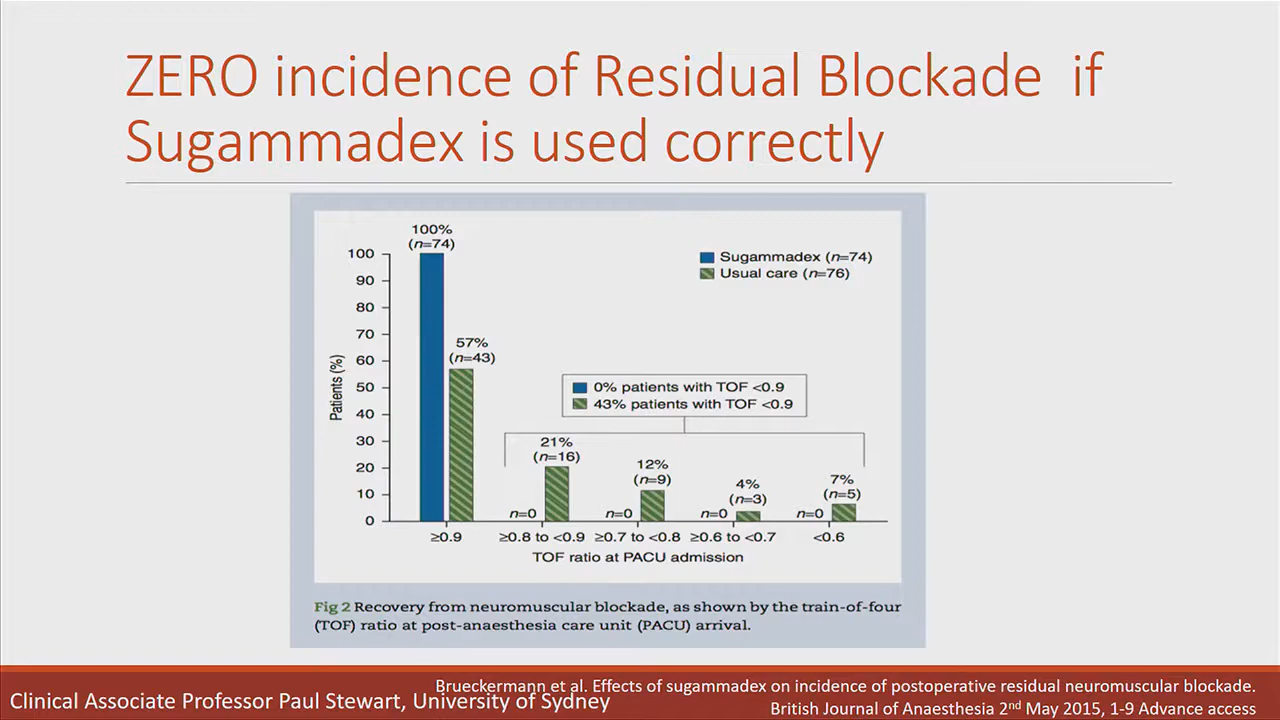 ZERO incidence of Residual Blockade if
Sugammadex is used correctly
100%
(n=74)
Sugammadex (n=74)
Usual care (n=76)
100
90
80
70
60
50
40
30
20
10
0
Patients (%)
57%
(n=43)
0% patients with TOF <0.9
43% patients with TOF <0.9
21%
(n=16)
12%
(n=9)
4%
(n=3)
7%
(n=5)
n=0
n=0
n=0
n=0
≥0.9
≥0.8 to <0.9
≥0.7 to <0.8
≥0.6 to <0.7
<0.6
TOF ratio at PACU admission
Fig 2 Recovery from neuromuscular blockade, as shown by the train-of-four
(TOF) ratio at post-anaesthesia care unit (PACU) arrival.
Brueckermann et al. Effects of sugammadex on incidence of postoperative residual neuromuscular blockade.
Clinical Associate Professor Paul Stewart, University of Sydney
British Journal of Anaesthesia 2nd May 2015, 1-9 Advance access